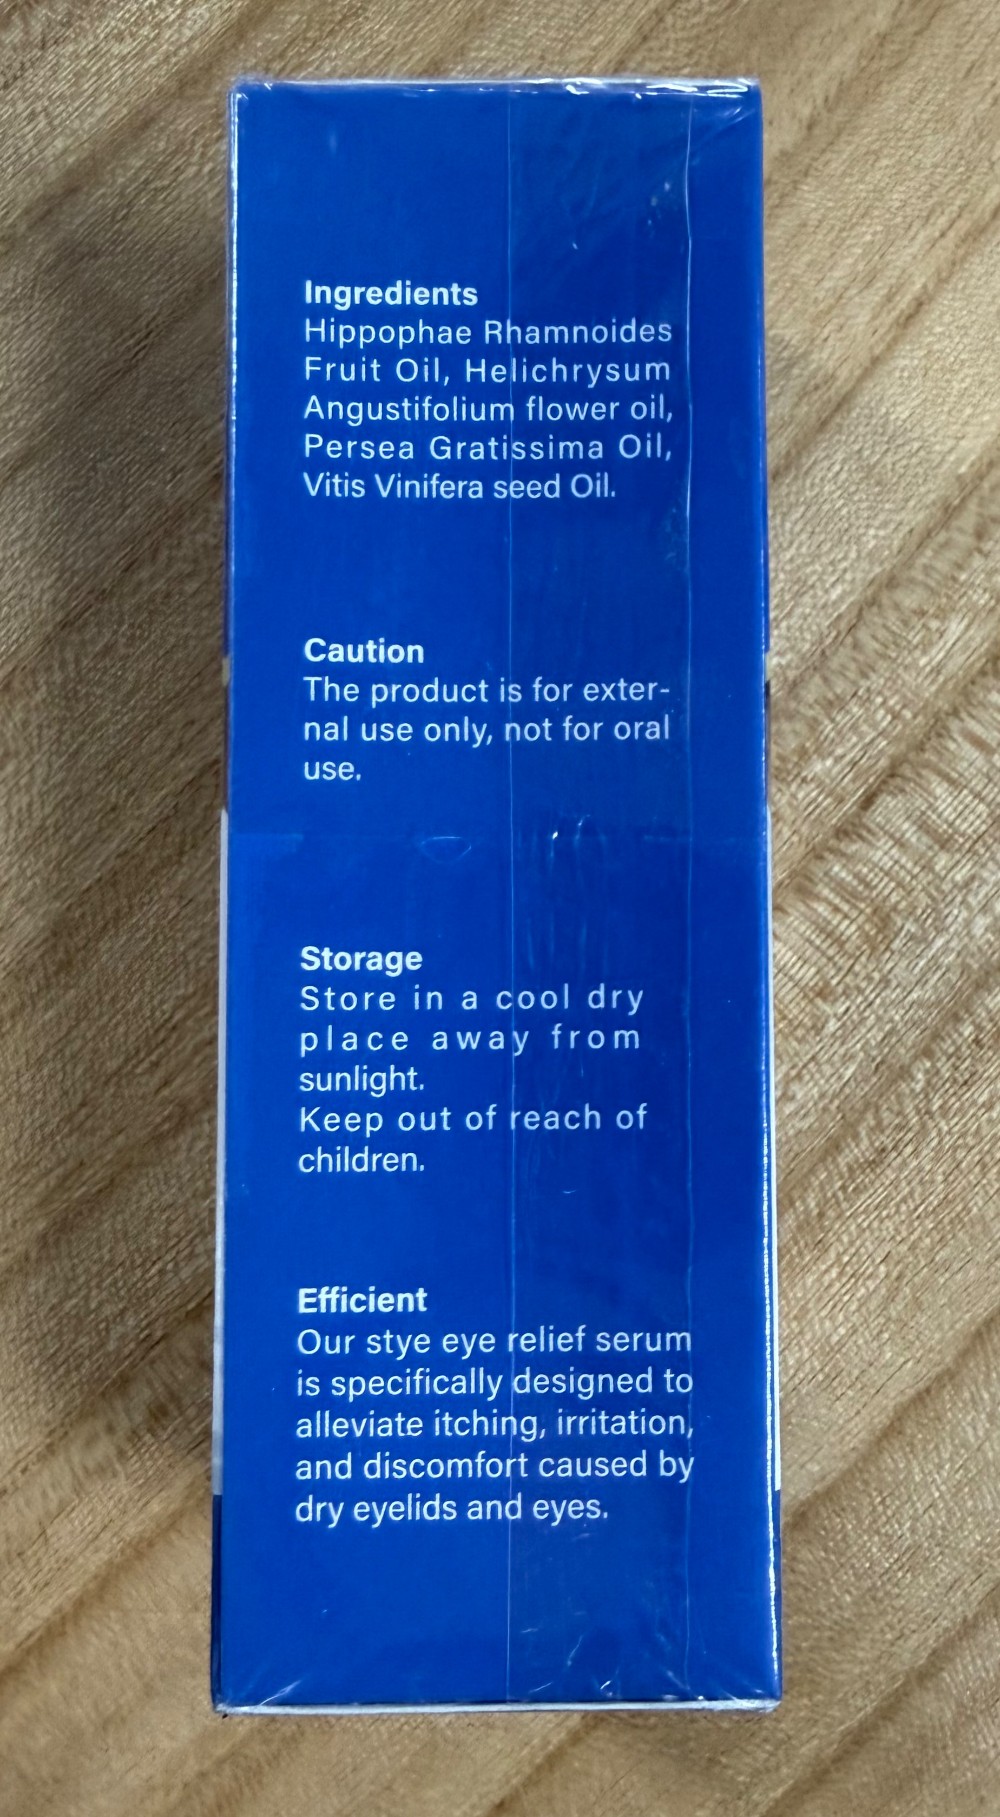 Ingredients
Hippophae Rhamnoides
Fruit Oil, Helichrysum
Angustifolium flower oil,
Persea Gratissima Oil,
Vitis Vinifera seed Oil.
Caution
The product is for exter-
nal use only, not for oral
use.
Storage
Store in a cool dry
place away from
sunlight.
Keep out of reach of
children.
Efficient
Our stye eye relief serum
is specifically designed to
alleviate itching, irritation,
and discomfort caused by
dry eyelids and eyes.